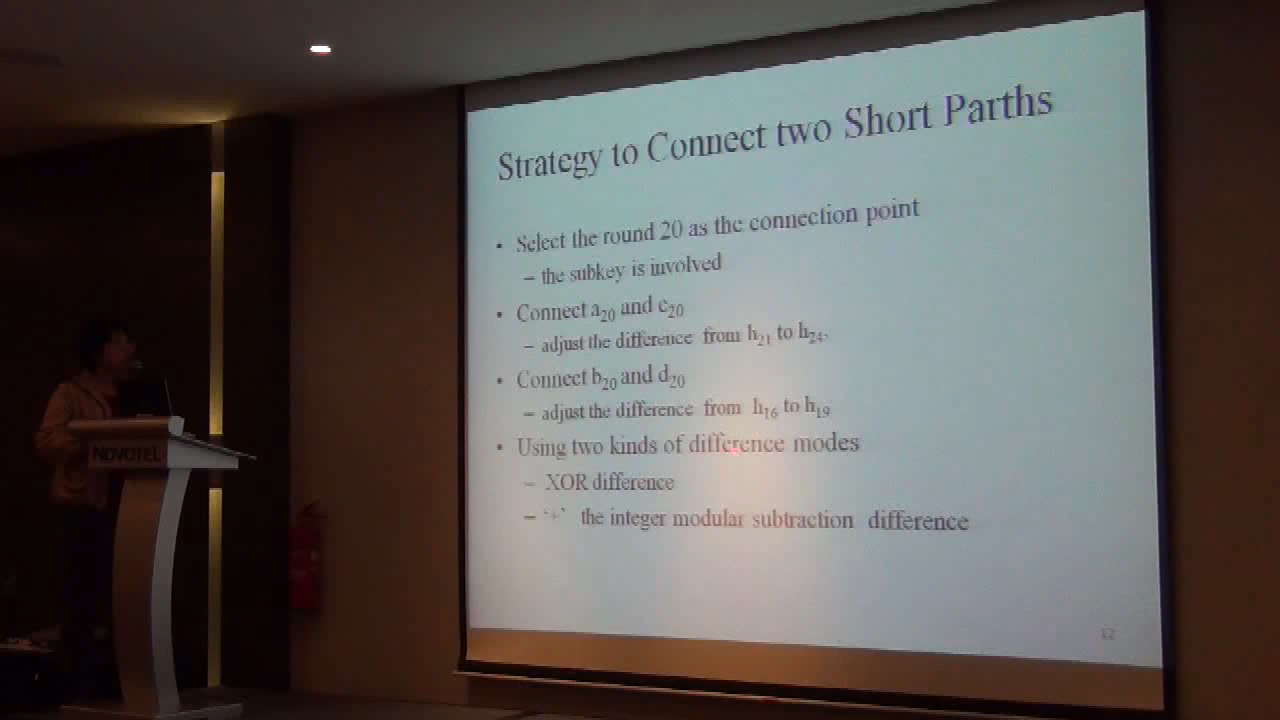 Strategy to Connect two Short Parths
• Select the round 20 as the connection point
– the subkey is involved
• Connect a₂₀ and c₂₀
– adjust the difference from h₂₁ to h₂₄.
• Connect b₂₀ and d₂₀
– adjust the difference from h₁₆ to h₁₉
• Using two kinds of difference modes
– XOR difference
– ‘+’ the integer modular subtraction difference
12
NOVOTEL